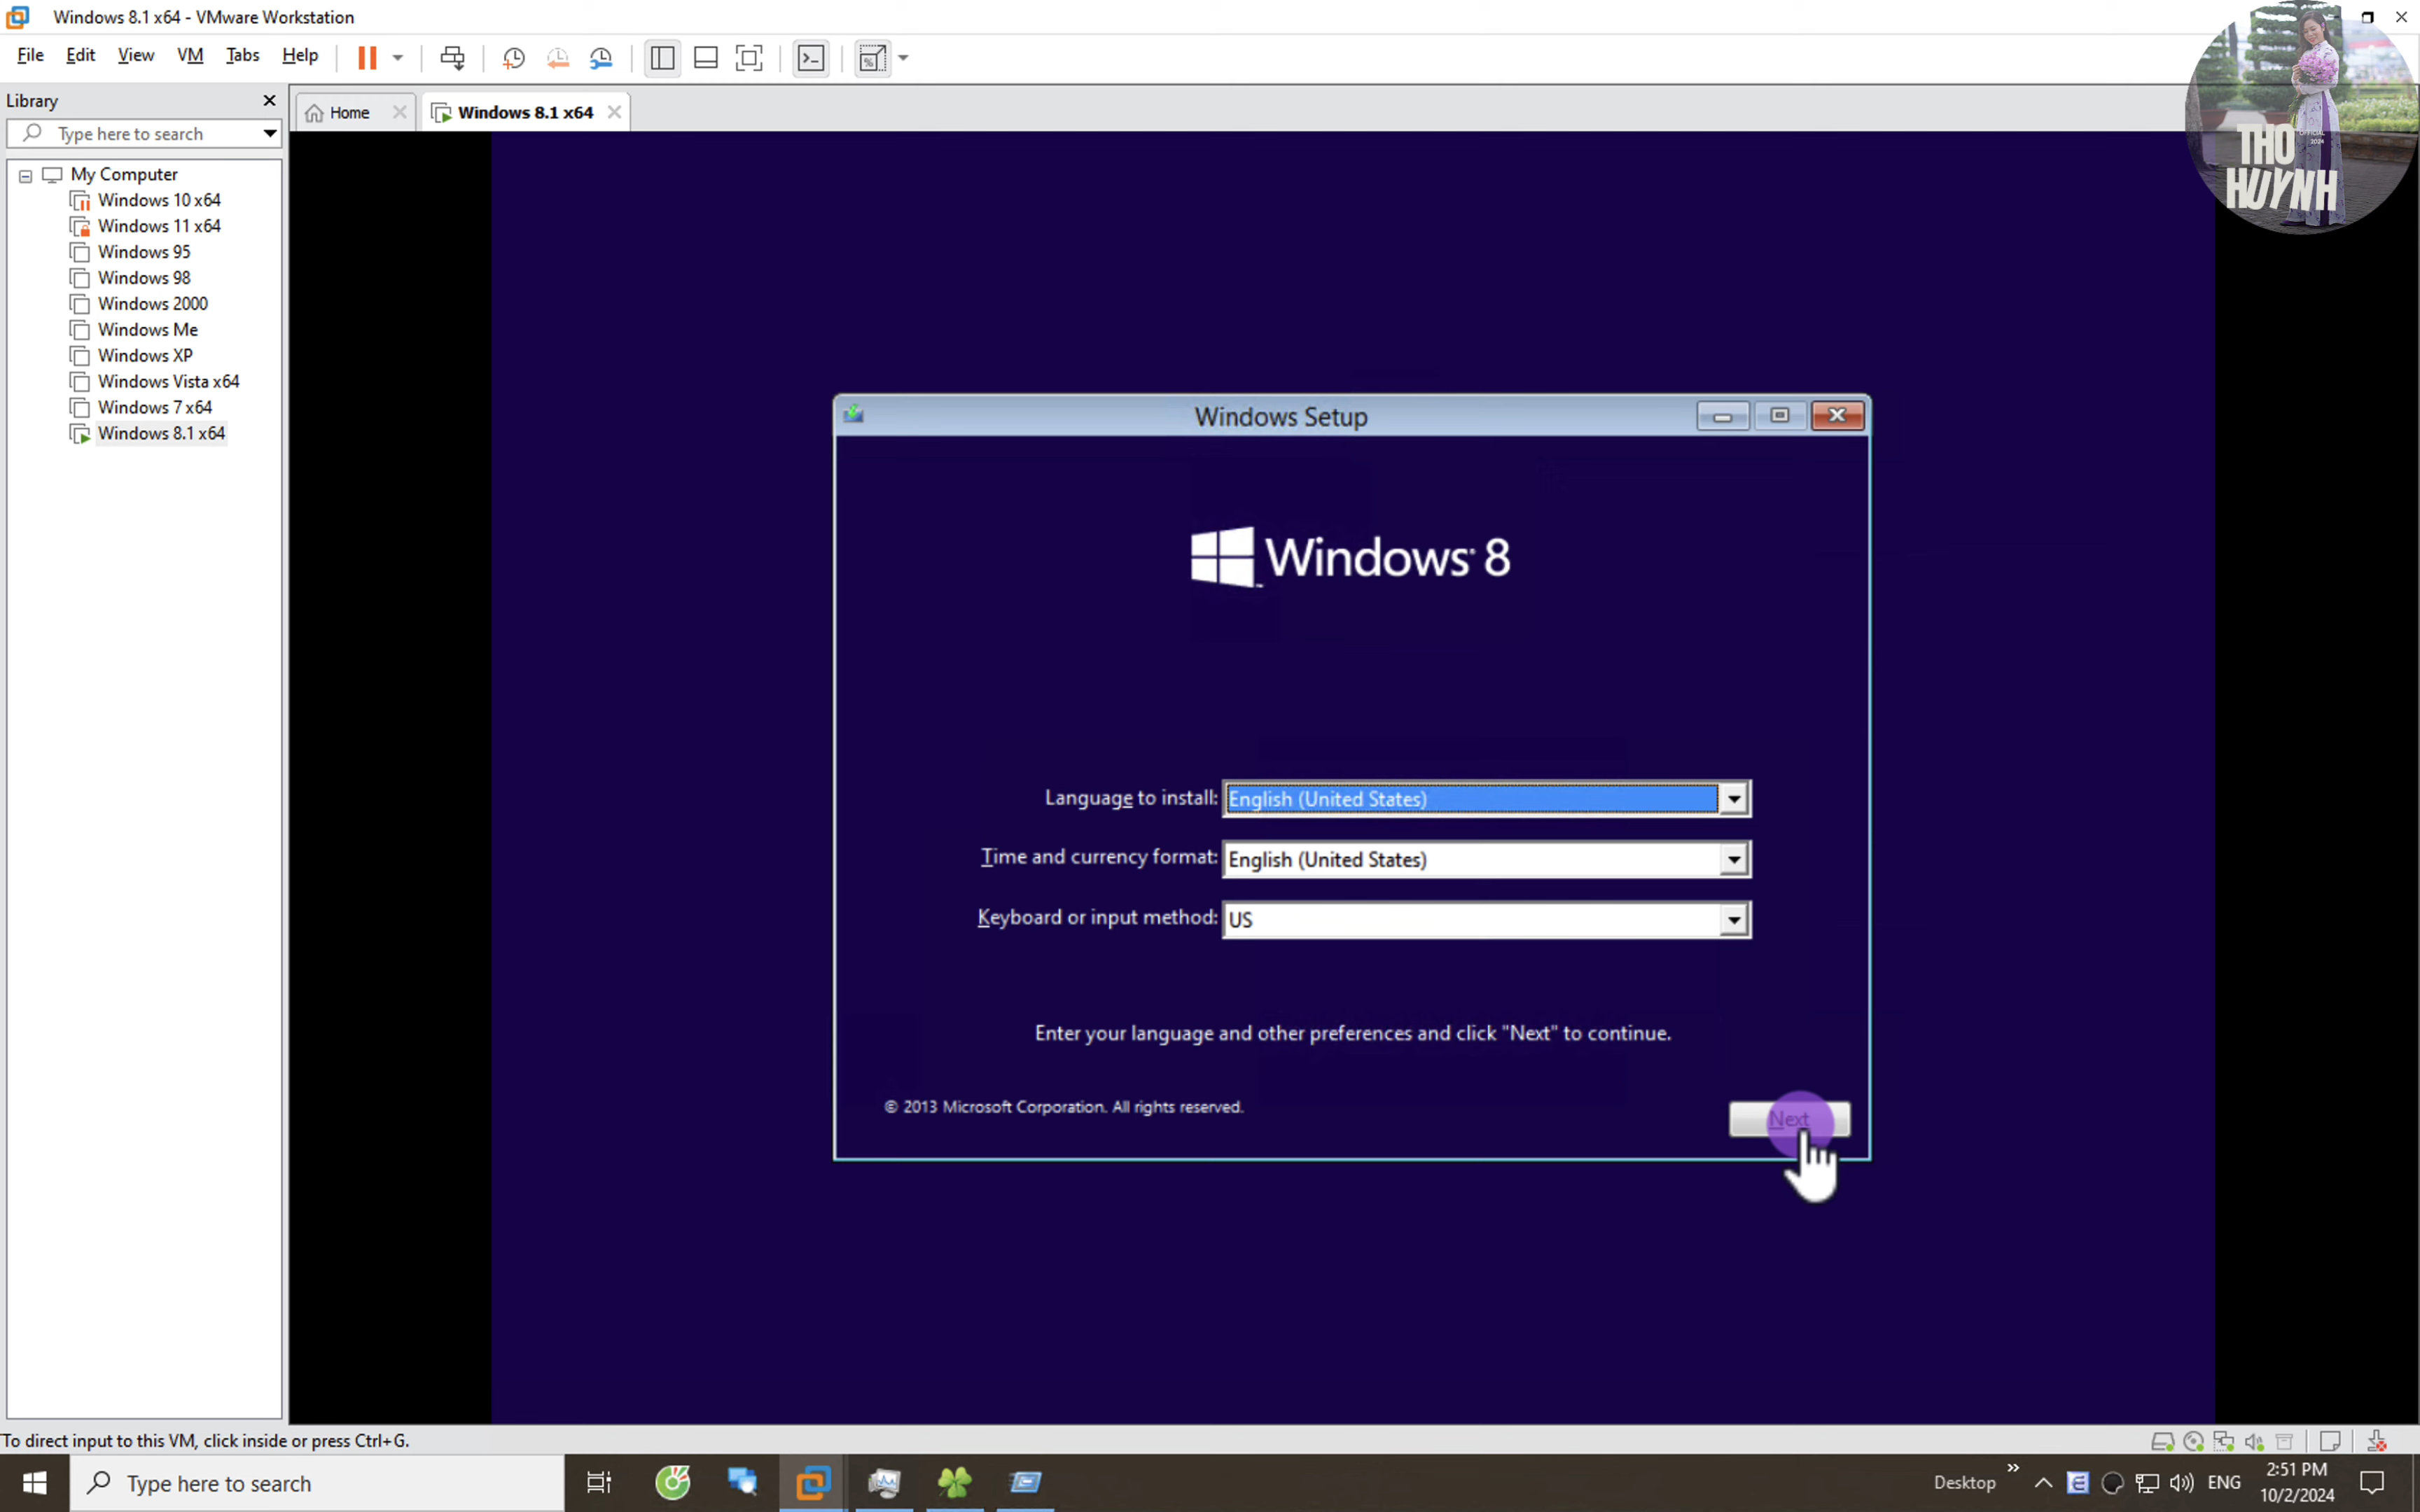 Windows 8.1 x64 - VMware Workstation
File Edit View VM Tabs Help
Library
Type here to search
My Computer
Windows 10 x64
Windows 11 x64
Windows 95
Windows 98
Windows 2000
Windows Me
Windows XP
Windows Vista x64
Windows 7 x64
Windows 8.1 x64
Home
Windows 8.1 x64
THO
OFFICIAL
2024
HUYNH
Windows Setup
Windows 8
Language to install: English (United States)
Time and currency format: English (United States)
Keyboard or input method: US
Enter your language and other preferences and click "Next" to continue.
© 2013 Microsoft Corporation. All rights reserved.
Next
To direct input to this VM, click inside or press Ctrl+G.
Type here to search
Desktop
ENG
2:51 PM
10/2/2024